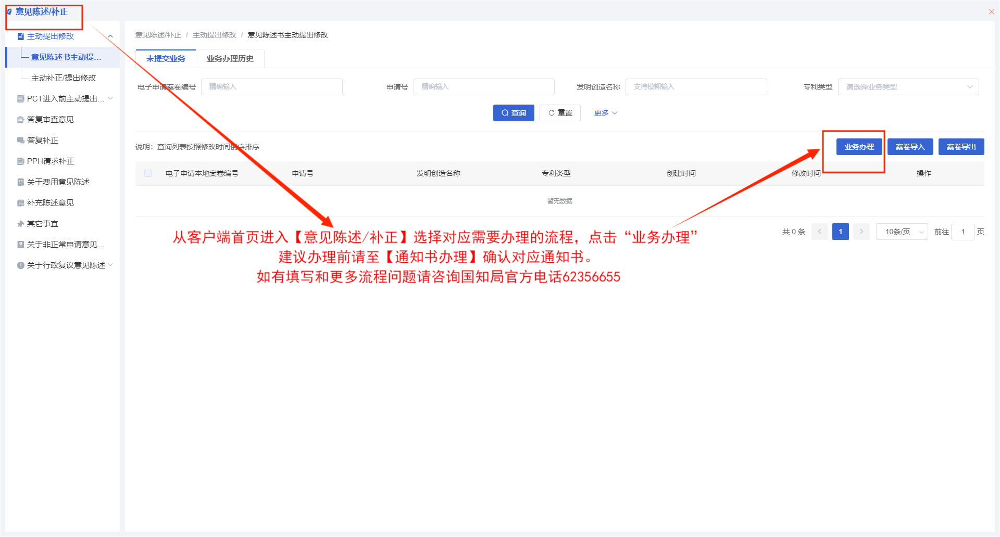 意见陈述/补正
主动提出修改
意见陈述书主动提...
主动补正/提出修改
PCT进入前主动提出...
答复审查意见
答复补正
PPH请求补正
关于费用意见陈述
补充陈述意见
其它事宜
关于非正常申请意见...
关于行政复议意见陈述
意见陈述/补正 / 主动提出修改 / 意见陈述书主动提出修改
未提交业务 业务办理历史
电子申请案卷编号 精确输入 申请号 精确输入 发明创造名称 支持模糊输入 专利类型 请选择业务类型
查询 重置 更多
说明：查询列表按照修改时间倒序排序 业务办理 案卷导入 案卷导出
电子申请本地案卷编号 申请号 发明创造名称 专利类型 创建时间 修改时间 操作
暂无数据
共 0 条 1 10条/页 前往 1 页
从客户端首页进入【意见陈述/补正】选择对应需要办理的流程，点击“业务办理”
建议办理前请至【通知书办理】确认对应通知书。
如有填写和更多流程问题请咨询国知局官方电话62356655